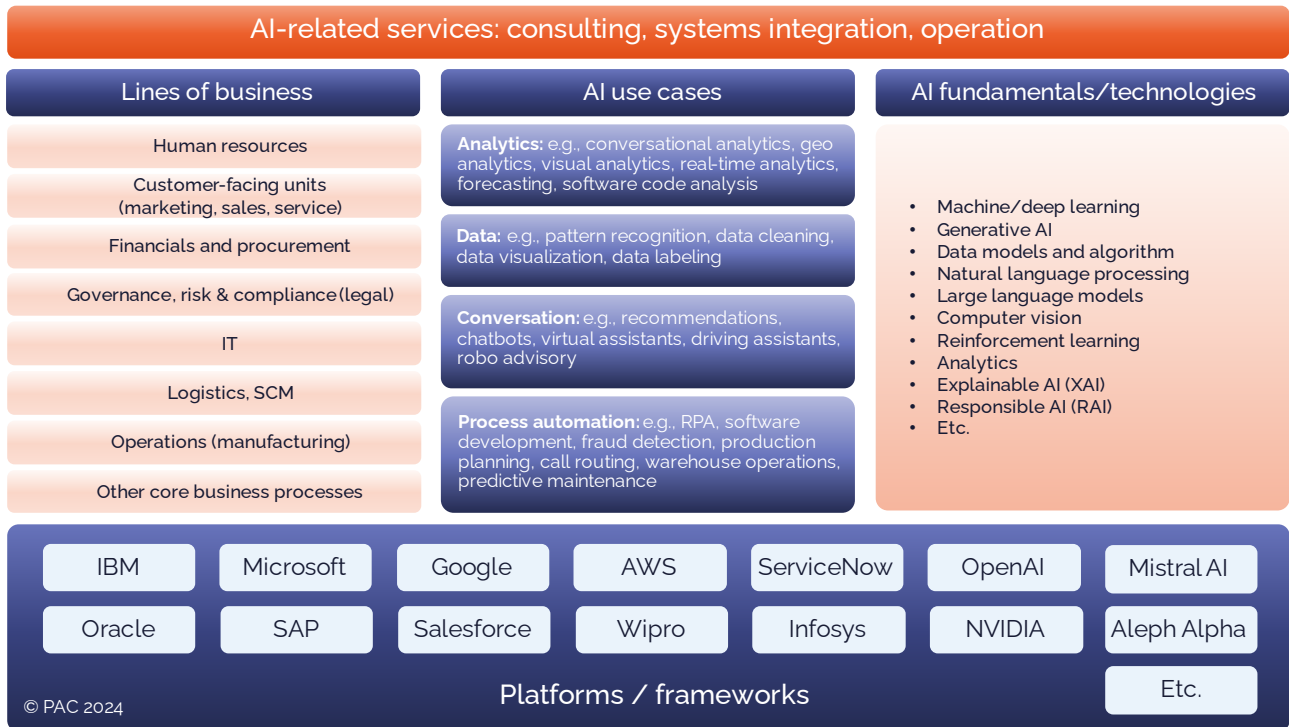 AI-related services: consulting, systems integration, operation
Lines of business
Human resources
Customer-facing units
(marketing, sales, service)
Financials and procurement
Governance, risk & compliance (legal)
IT
Logistics, SCM
Operations (manufacturing)
Other core business processes
AI use cases
Analytics: e.g., conversational analytics, geo
analytics, visual analytics, real-time analytics,
forecasting, software code analysis
Data: e.g., pattern recognition, data cleaning,
data visualization, data labeling
Conversation: e.g., recommendations,
chatbots, virtual assistants, driving assistants,
robo advisory
Process automation: e.g., RPA, software
development, fraud detection, production
planning, call routing, warehouse operations,
predictive maintenance
AI fundamentals/technologies
• Machine/deep learning
• Generative AI
• Data models and algorithm
• Natural language processing
• Large language models
• Computer vision
• Reinforcement learning
• Analytics
• Explainable AI (XAI)
• Responsible AI (RAI)
• Etc.
IBM Microsoft Google AWS ServiceNow OpenAI Mistral AI
Oracle SAP Salesforce Wipro Infosys NVIDIA Aleph Alpha
Etc.
Platforms / frameworks
© PAC 2024